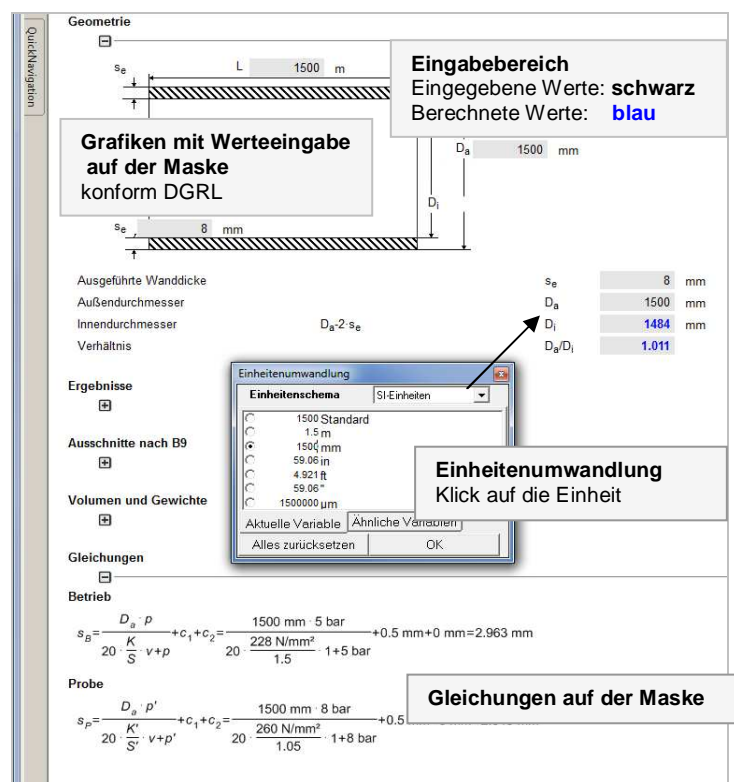 QuickNavigation
Geometrie
sₑ L 1500 m
Eingabebereich
Eingegebene Werte: schwarz
Berechnete Werte: blau
Grafiken mit Werteeingabe
auf der Maske
konform DGRL
Dₐ 1500 mm
Dᵢ
sₑ 8 mm
Ausgeführte Wanddicke sₑ 8 mm
Außendurchmesser Dₐ 1500 mm
Innendurchmesser Dₐ-2·sₑ Dᵢ 1484 mm
Verhältnis Dₐ/Dᵢ 1.011
Einheitenumwandlung
Einheitenschema SI-Einheiten
1500 Standard
1.5 m
1500 mm
59.06 in
4.921 ft
59.06 "
1500000 µm
Aktuelle Variable Ähnliche Variablen
Alles zurücksetzen OK
Ergebnisse
Ausschnitte nach B9
Volumen und Gewichte
Einheitenumwandlung
Klick auf die Einheit
Gleichungen
Betrieb
s_B = (Dₐ · p)/(20 · K/S · v+p) +c₁+c₂ = (1500 mm · 5 bar)/(20 · (228 N/mm²)/1.5 · 1+5 bar) +0.5 mm+0 mm=2.963 mm
Probe
s_P = (Dₐ · p')/(20 · K'/S' · v+p') +c₁+c₂ = (1500 mm · 8 bar)/(20 · (260 N/mm²)/1.05 · 1+8 bar) +0.5
Gleichungen auf der Maske